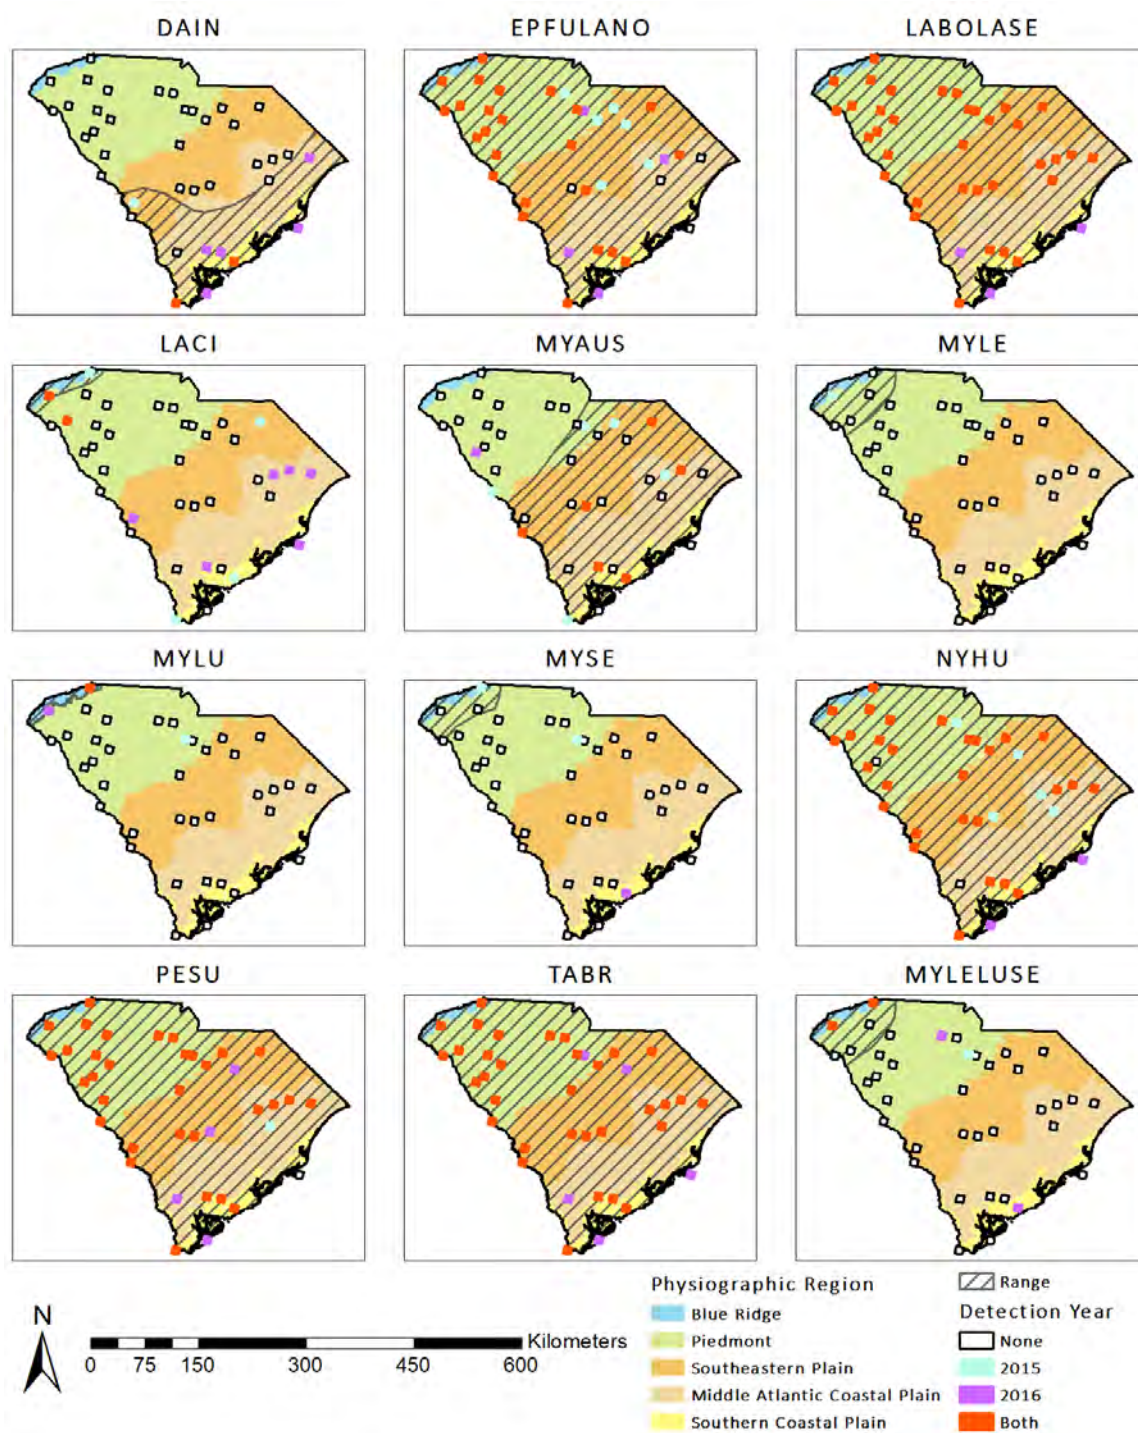 DAIN EPFULANO LABOLASE
LACI MYAUS MYLE
MYLU MYSE NYHU
PESU TABR MYLELUSE
N
Kilometers
0 75 150 300 450 600
Physiographic Region
Blue Ridge
Piedmont
Southeastern Plain
Middle Atlantic Coastal Plain
Southern Coastal Plain
Range
Detection Year
None
2015
2016
Both